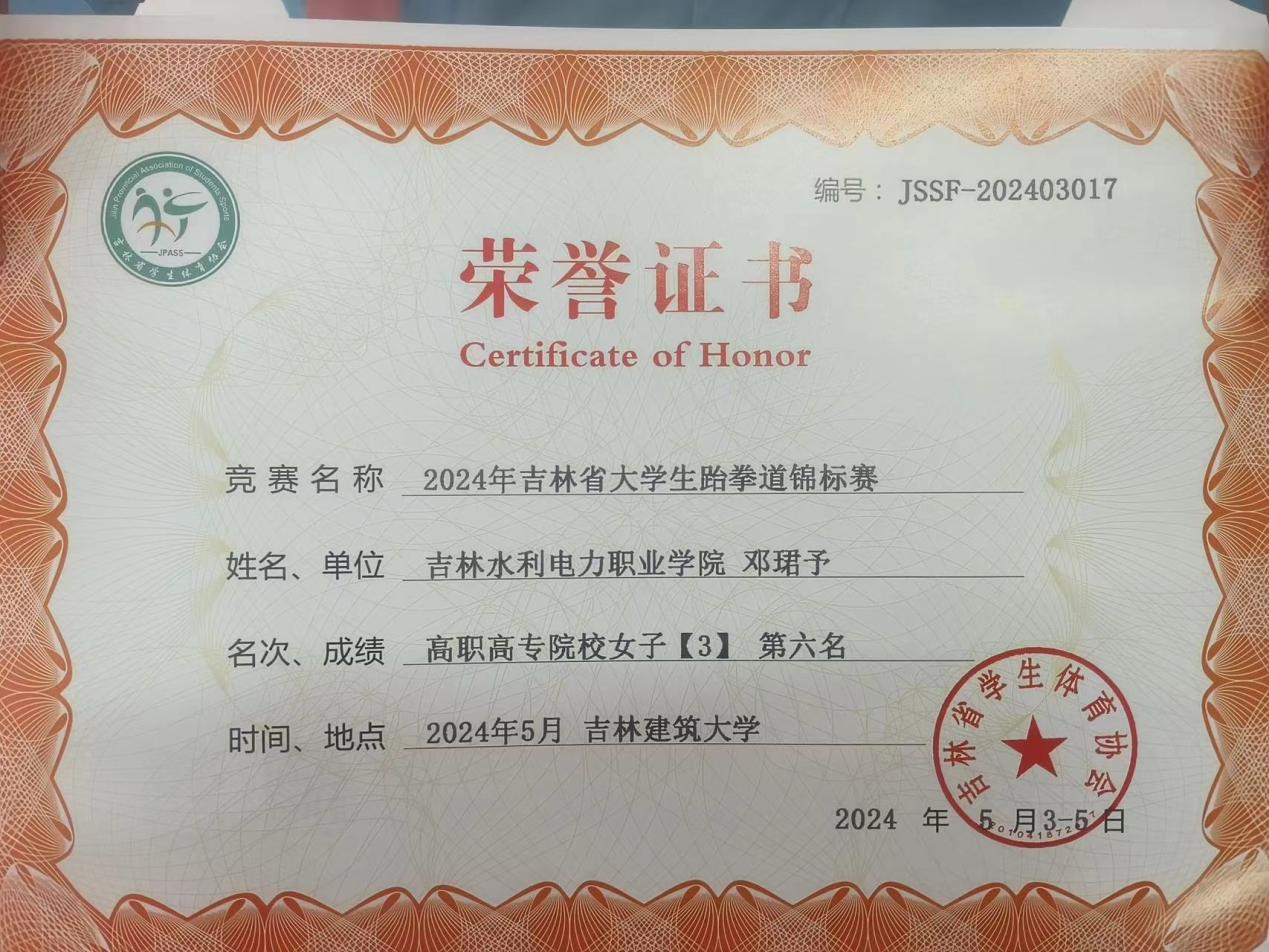 Jilin Provincial Association of Students Sports
JPASS
吉林省学生体育协会
编号：JSSF-202403017
荣誉证书
Certificate of Honor
竞赛名称 2024年吉林省大学生跆拳道锦标赛
姓名、单位 吉林水利电力职业学院 邓珺予
名次、成绩 高职高专院校女子【3】 第六名
时间、地点 2024年5月 吉林建筑大学
吉林省学生体育协会
2024 年 5 月3-5日